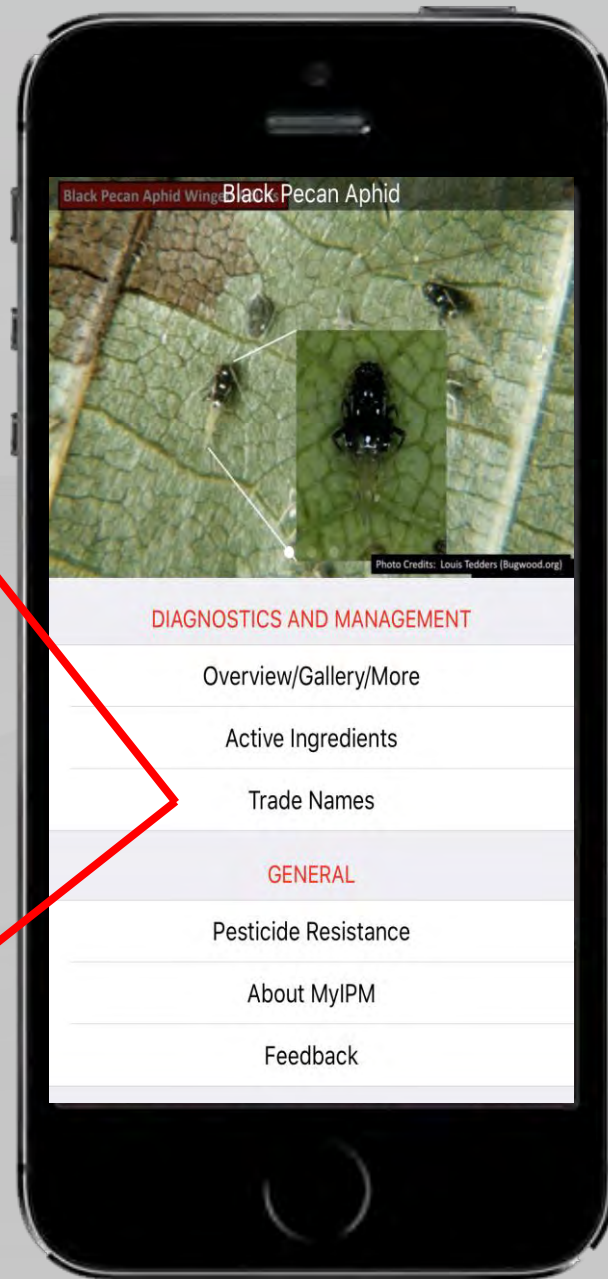 Black Pecan Aphid Winge
Black Pecan Aphid
Photo Credits: Louis Tedders (Bugwood.org)
DIAGNOSTICS AND MANAGEMENT
Overview/Gallery/More
Active Ingredients
Trade Names
GENERAL
Pesticide Resistance
About MyIPM
Feedback